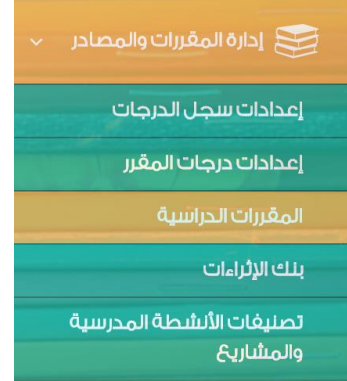 إدارة المقررات والمصادر
إعدادات سجل الدرجات
إعدادات درجات المقرر
المقررات الدراسية
بنك الإثراءات
تصنيفات الأنشطة المدرسية
والمشاريع